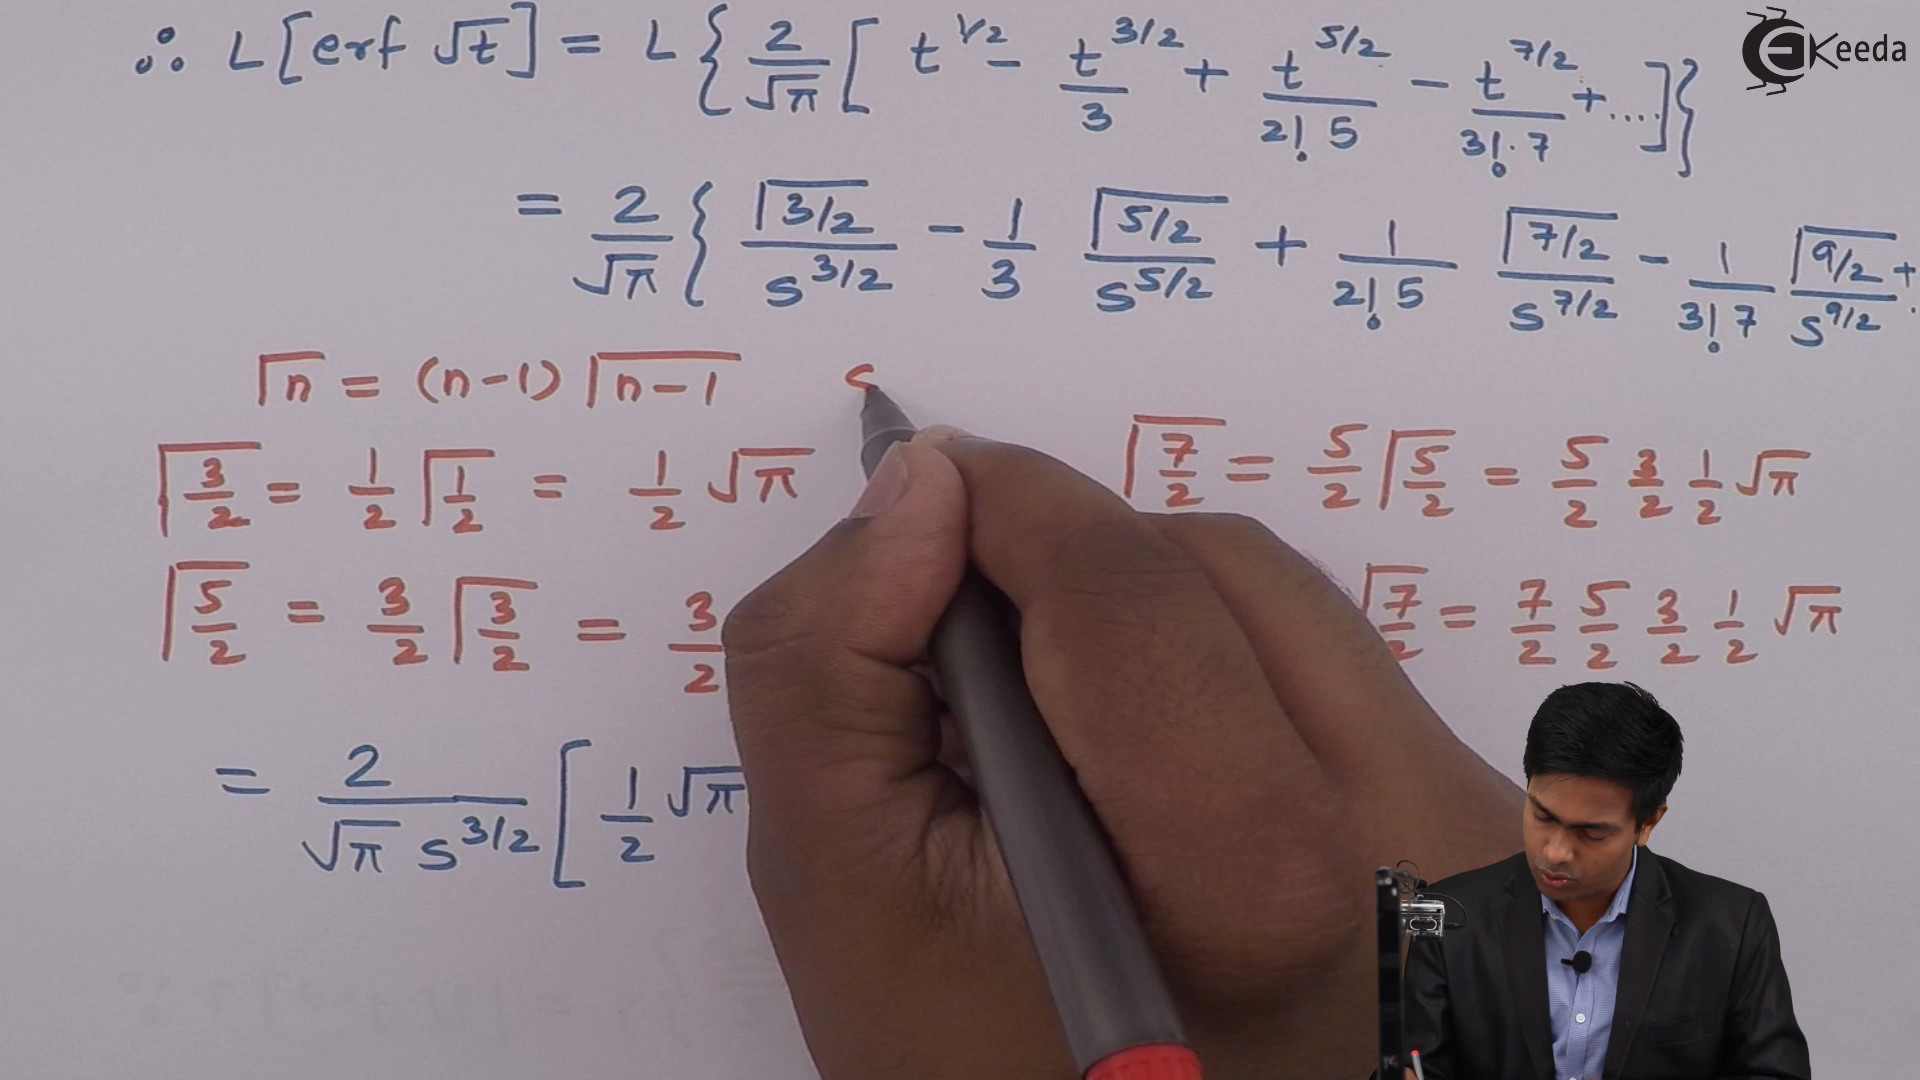 ∴ L[erf √t] = L{2/√π [t^1/2 - t^3/2/3 + t^5/2/2! 5 - t^7/2/3!·7 + ....]}
= 2/√π { Γ3/2/s^3/2 - 1/3 Γ5/2/s^5/2 + 1/2! 5 Γ7/2/s^7/2 - 1/3! 7 Γ9/2/s^9/2 + .
Γn = (n-1) Γn-1
Γ3/2 = 1/2 Γ1/2 = 1/2 √π
Γ7/2 = 5/2 Γ5/2 = 5/2 3/2 1/2 √π
Γ5/2 = 3/2 Γ3/2 = 3/2
Γ7/2 = 7/2 5/2 3/2 1/2 √π
= 2/√π s^3/2 [ 1/2 √π
EKeeda